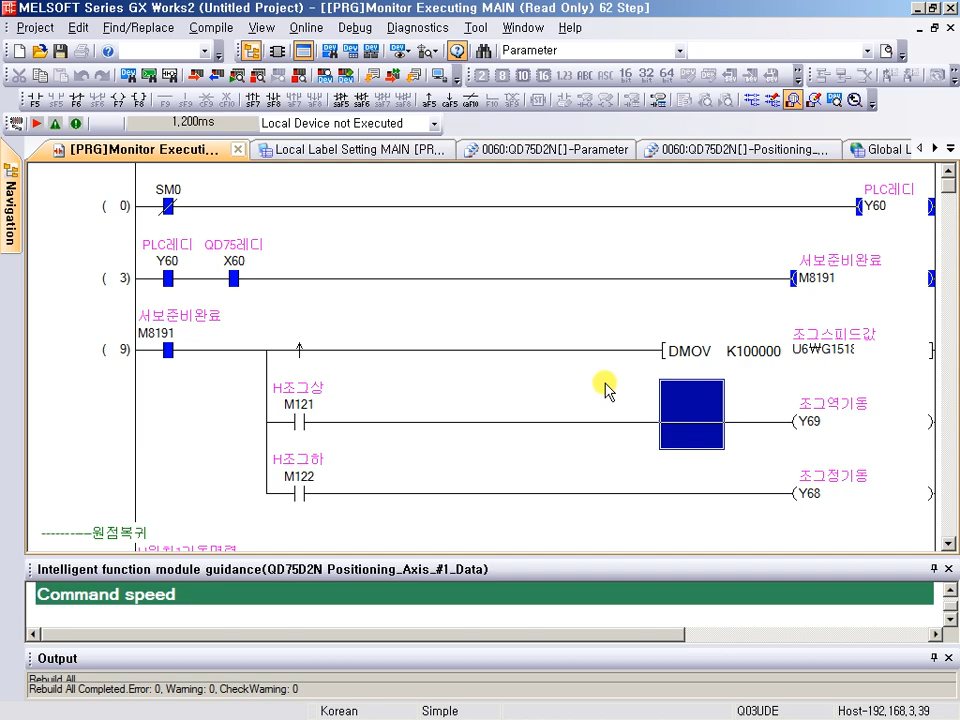 MELSOFT Series GX Works2 (Untitled Project) - [[PRG]Monitor Executing MAIN (Read Only) 62 Step]
Project Edit Find/Replace Compile View Online Debug Diagnostics Tool Window Help
Parameter
1,200ms Local Device not Executed
[PRG]Monitor Executi... Local Label Setting MAIN [PR... 0060:QD75D2N[]-Parameter 0060:QD75D2N[]-Positioning_... Global L
Navigation
SM0 PLC레디
( 0) Y60
PLC레디 QD75레디 서보준비완료
Y60 X60
( 3) M8191
서보준비완료
M8191 조그스피드값
( 9) DMOV K100000 U6₩G1518
H조그상 조그역기동
M121 Y69
H조그하 조그정기동
M122 Y68
----------원점복귀
Intelligent function module guidance(QD75D2N Positioning_Axis_#1_Data)
Command speed
Output
Rebuild All
Rebuild All Completed.Error: 0, Warning: 0, CheckWarning: 0
Korean Simple Q03UDE Host-192,168,3,39